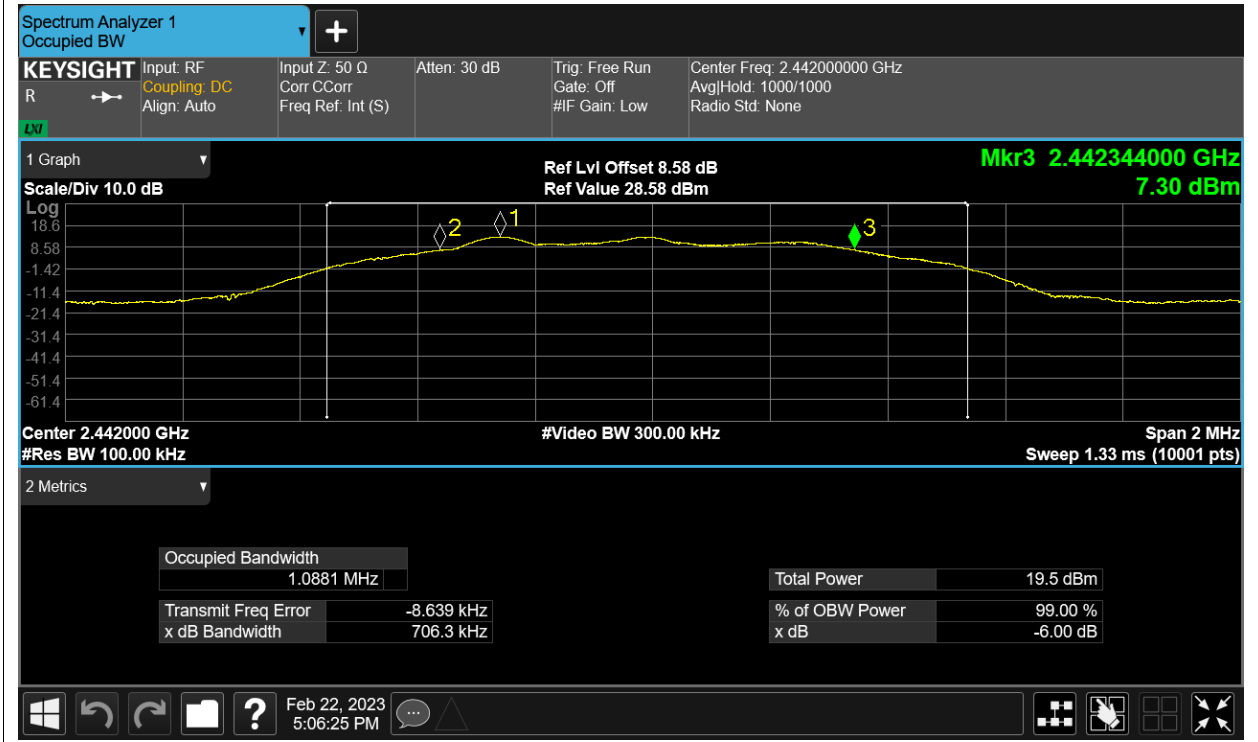 Spectrum Analyzer 1
Occupied BW
KEYSIGHT
R
LXI
Input: RF
Coupling: DC
Align: Auto
Input Z: 50 Ω
Corr CCorr
Freq Ref: Int (S)
Atten: 30 dB
Trig: Free Run
Gate: Off
#IF Gain: Low
Center Freq: 2.442000000 GHz
Avg|Hold: 1000/1000
Radio Std: None
1 Graph
Scale/Div 10.0 dB
Ref Lvl Offset 8.58 dB
Ref Value 28.58 dBm
Mkr3 2.442344000 GHz
7.30 dBm
Log
18.6
8.58
-1.42
-11.4
-21.4
-31.4
-41.4
-51.4
-61.4
2
1
3
Center 2.442000 GHz
#Res BW 100.00 kHz
#Video BW 300.00 kHz
Span 2 MHz
Sweep 1.33 ms (10001 pts)
2 Metrics
Occupied Bandwidth
1.0881 MHz
Transmit Freq Error -8.639 kHz
x dB Bandwidth 706.3 kHz
Total Power 19.5 dBm
% of OBW Power 99.00 %
x dB -6.00 dB
?
Feb 22, 2023
5:06:25 PM